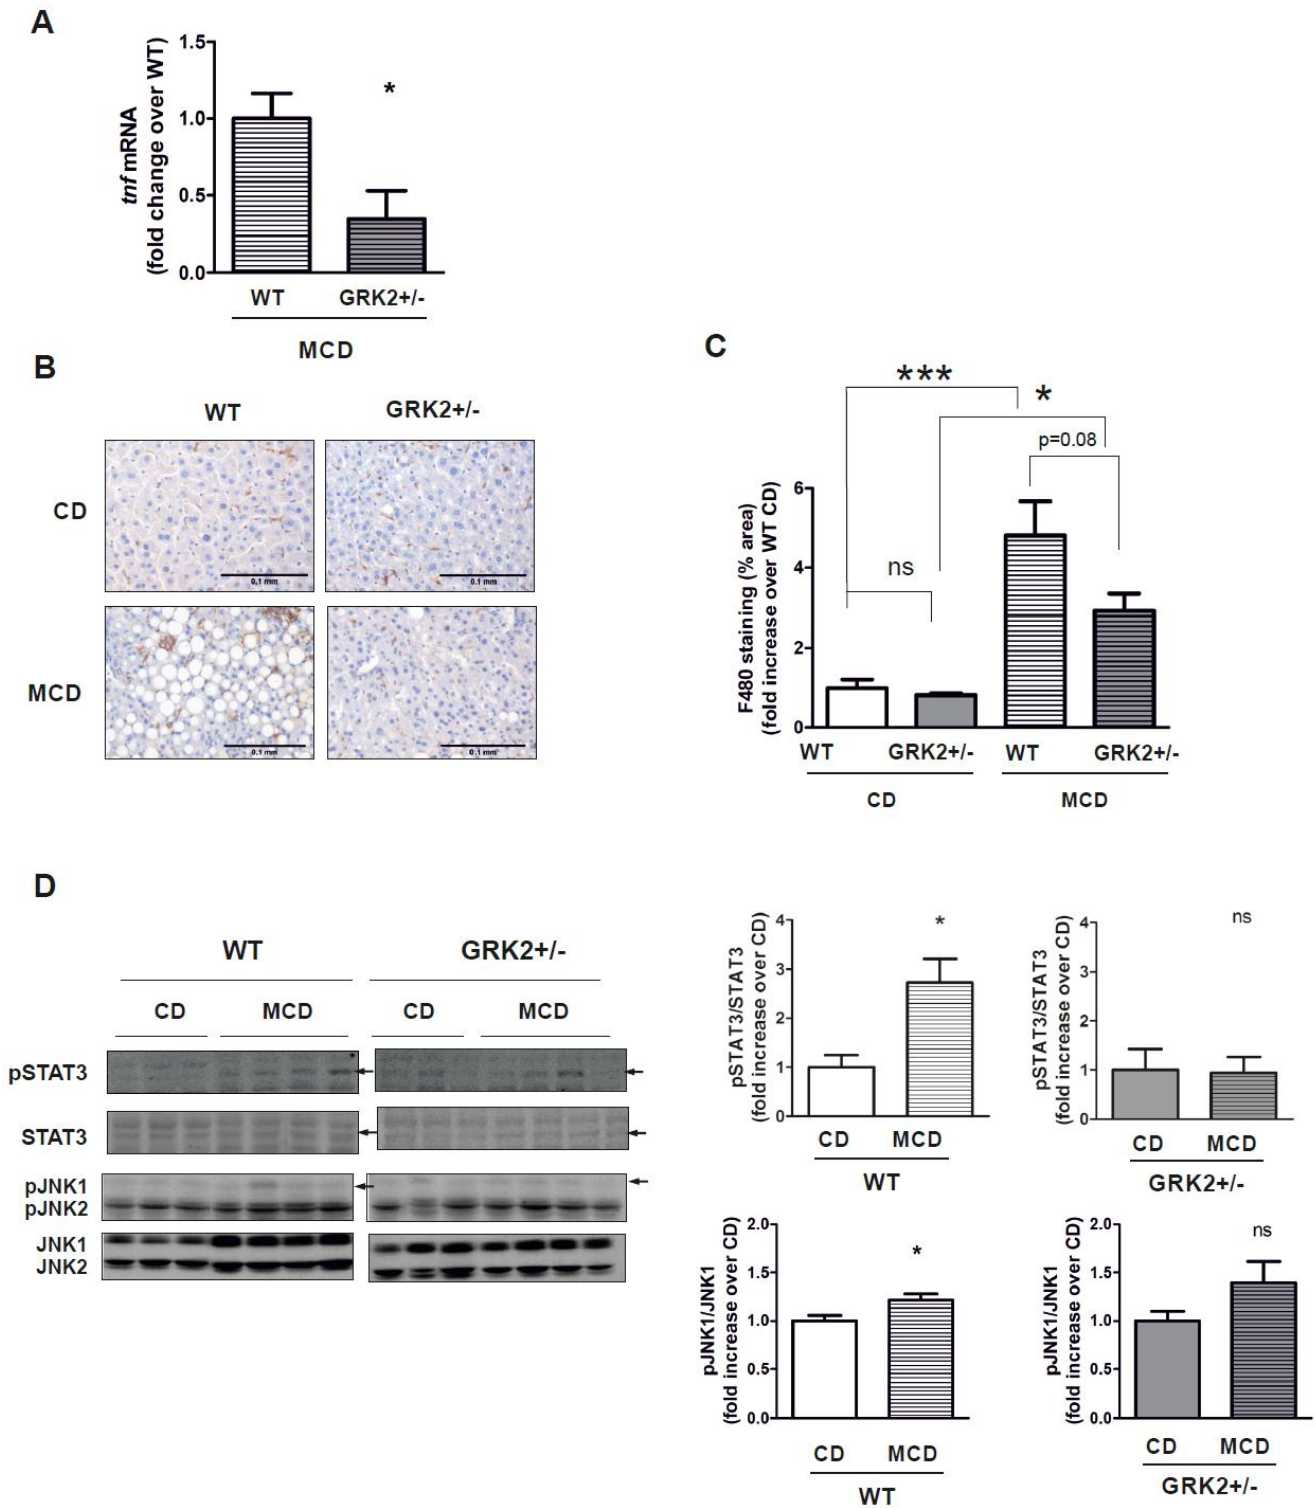 A
tnf mRNA
(fold change over WT)
1.5
1.0
0.5
0.0
*
WT
GRK2+/-
MCD
B
WT
GRK2+/-
CD
MCD
0.1 mm
0.1 mm
0.1 mm
0.1 mm
C
***
*
p=0.08
ns
F480 staining (% area)
(fold increase over WT CD)
6
4
2
0
WT
GRK2+/-
WT
GRK2+/-
CD
MCD
D
WT
GRK2+/-
CD
MCD
CD
MCD
pSTAT3
STAT3
pJNK1
pJNK2
JNK1
JNK2
pSTAT3/STAT3
(fold increase over CD)
4
3
2
1
0
*
CD
MCD
WT
pSTAT3/STAT3
(fold increase over CD)
4
3
2
1
0
ns
CD
MCD
GRK2+/-
pJNK1/JNK1
(fold increase over CD)
2.0
1.5
1.0
0.5
0.0
*
CD
MCD
WT
pJNK1/JNK1
(fold increase over CD)
2.0
1.5
1.0
0.5
0.0
ns
CD
MCD
GRK2+/-